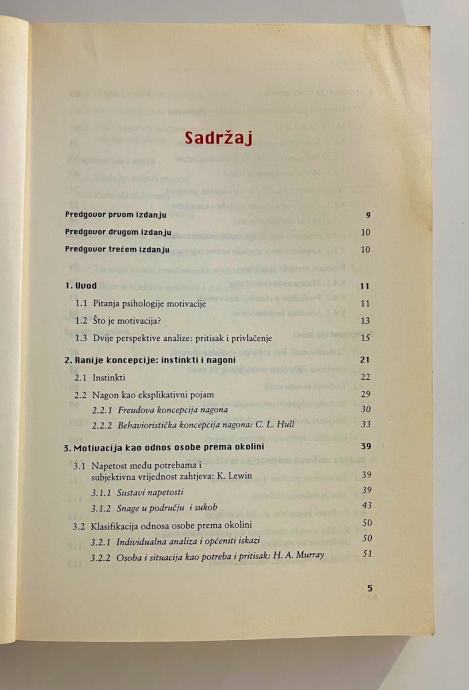 Sadržaj
Predgovor prvom izdanju 9
Predgovor drugom izdanju 10
Predgovor trećem izdanju 10
1. Uvod 11
1.1 Pitanja psihologije motivacije 11
1.2 Što je motivacija? 13
1.3 Dvije perspektive analize: pritisak i privlačenje 15
2. Ranije koncepcije: instinkti i nagoni 21
2.1 Instinkti 22
2.2 Nagon kao eksplikativni pojam 29
2.2.1 Freudova koncepcija nagona 30
2.2.2 Behavioristička koncepcija nagona: C. L. Hull 33
3. Motivacija kao odnos osobe prema okolini 39
3.1 Napetost među potrebama i
subjektivna vrijednost zahtjeva: K. Lewin 39
3.1.1 Sustavi napetosti 39
3.1.2 Snage u području i sukob 43
3.2 Klasifikacija odnosa osobe prema okolini 50
3.2.1 Individualna analiza i općeniti iskazi 50
3.2.2 Osoba i situacija kao potreba i pritisak: H. A. Murray 51
5